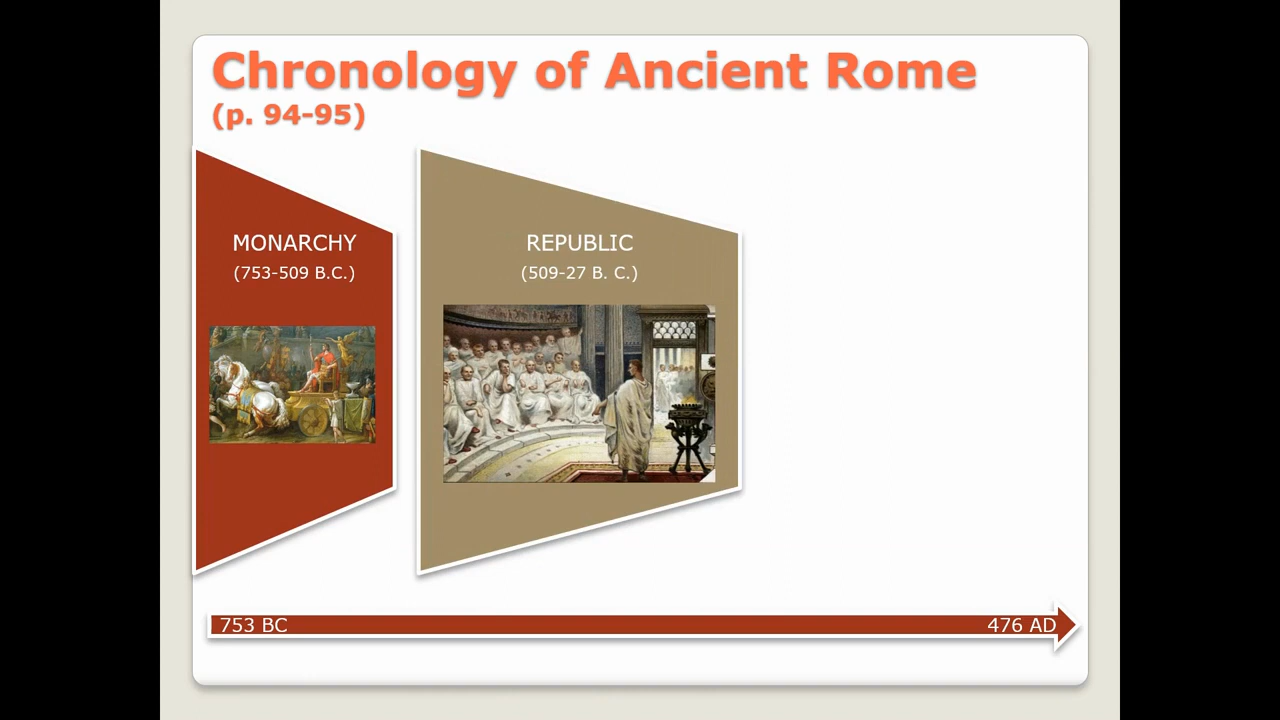 Chronology of Ancient Rome
(p. 94-95)
MONARCHY
(753-509 B.C.)
REPUBLIC
(509-27 B. C.)
753 BC
476 AD